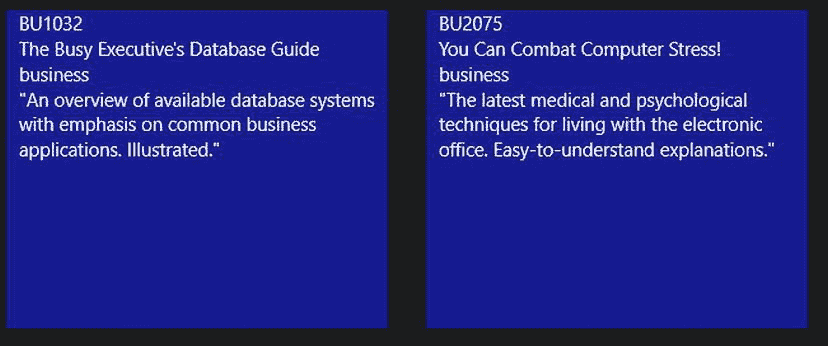 BU1032
The Busy Executive's Database Guide
business
"An overview of available database systems
with emphasis on common business
applications. Illustrated."
BU2075
You Can Combat Computer Stress!
business
"The latest medical and psychological
techniques for living with the electronic
office. Easy-to-understand explanations."